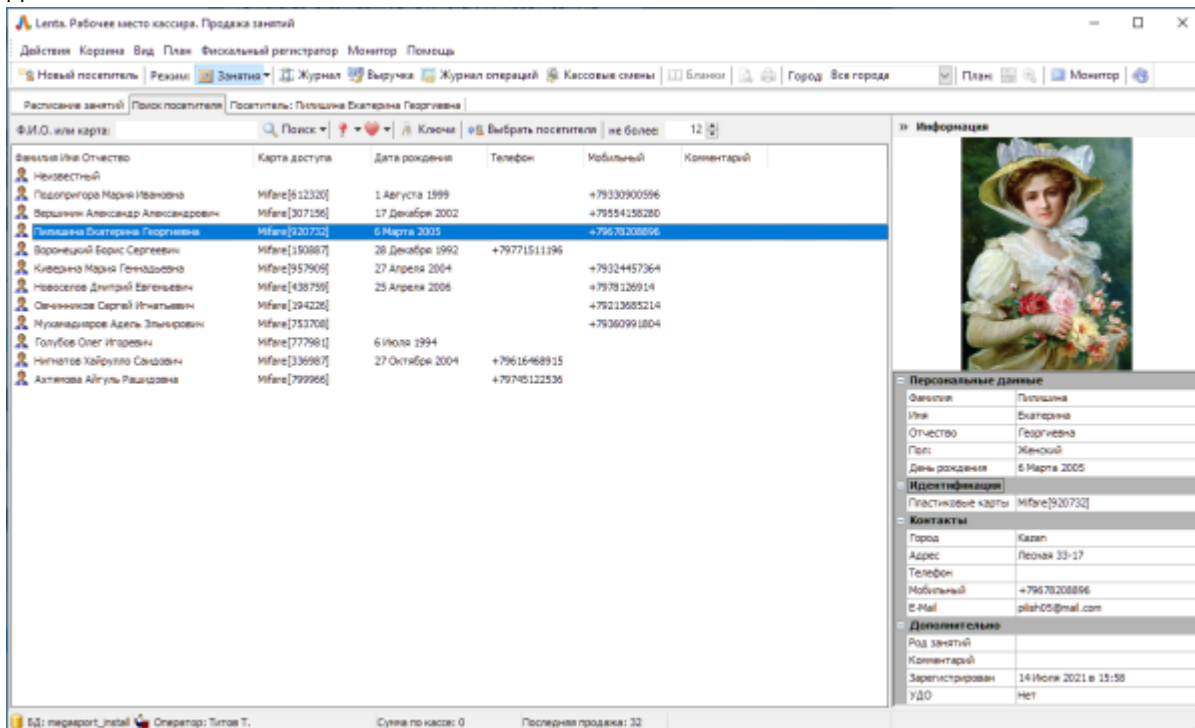 Lenta. Рабочее место кассира. Продажа занятий
Действия Корзина Вид План Фискальный регистратор Монитор Помощь
Новый посетитель Режим: Занятия Журнал Выручка Журнал операций Кассовые смены Бланки Город: Все города План: Монитор
Расписание занятий Поиск посетителя Посетитель: Пилишина Екатерина Георгиевна
Ф.И.О. или карта: Поиск Ключи Выбрать посетителя не более: 12
Фамилия Имя Отчество Карта доступа Дата рождения Телефон Мобильный Комментарий
Неизвестный
Подопригора Мария Ивановна Mifare[612320] 1 Августа 1999 +79330900596
Вершинин Александр Александрович Mifare[307156] 17 Декабря 2002 +79554158280
Пилишина Екатерина Георгиевна Mifare[920732] 6 Марта 2005 +79678208896
Воронецкий Борис Сергеевич Mifare[150887] 28 Декабря 1992 +79771511196
Киверина Мария Геннадьевна Mifare[957909] 27 Апреля 2004 +79324457364
Новоселов Дмитрий Евгеньевич Mifare[438759] 25 Апреля 2006 +7978126914
Овчинников Сергей Игнатьевич Mifare[194226] +79213685214
Мухамадияров Адель Эльмирович Mifare[753708] +79360991804
Голубов Олег Игоревич Mifare[777981] 6 Июля 1994
Нигматов Хайрулло Саидович Mifare[336987] 27 Октября 2004 +79616468915
Ахтямова Айгуль Рашидовна Mifare[799966] +79745122536
Информация
Персональные данные
Фамилия Пилишина
Имя Екатерина
Отчество Георгиевна
Пол: Женский
День рождения 6 Марта 2005
Идентификация
Пластиковые карты Mifare[920732]
Контакты
Город Kazan
Адрес Лесная 33-17
Телефон
Мобильный +79678208896
E-Mail pilish05@mail.com
Дополнительно
Род занятий
Комментарий
Зарегистрирован 14 Июля 2021 в 15:58
УДО Нет
БД: megasport_install Оператор: Титов Т. Сумма по кассе: 0 Последняя продажа: 32